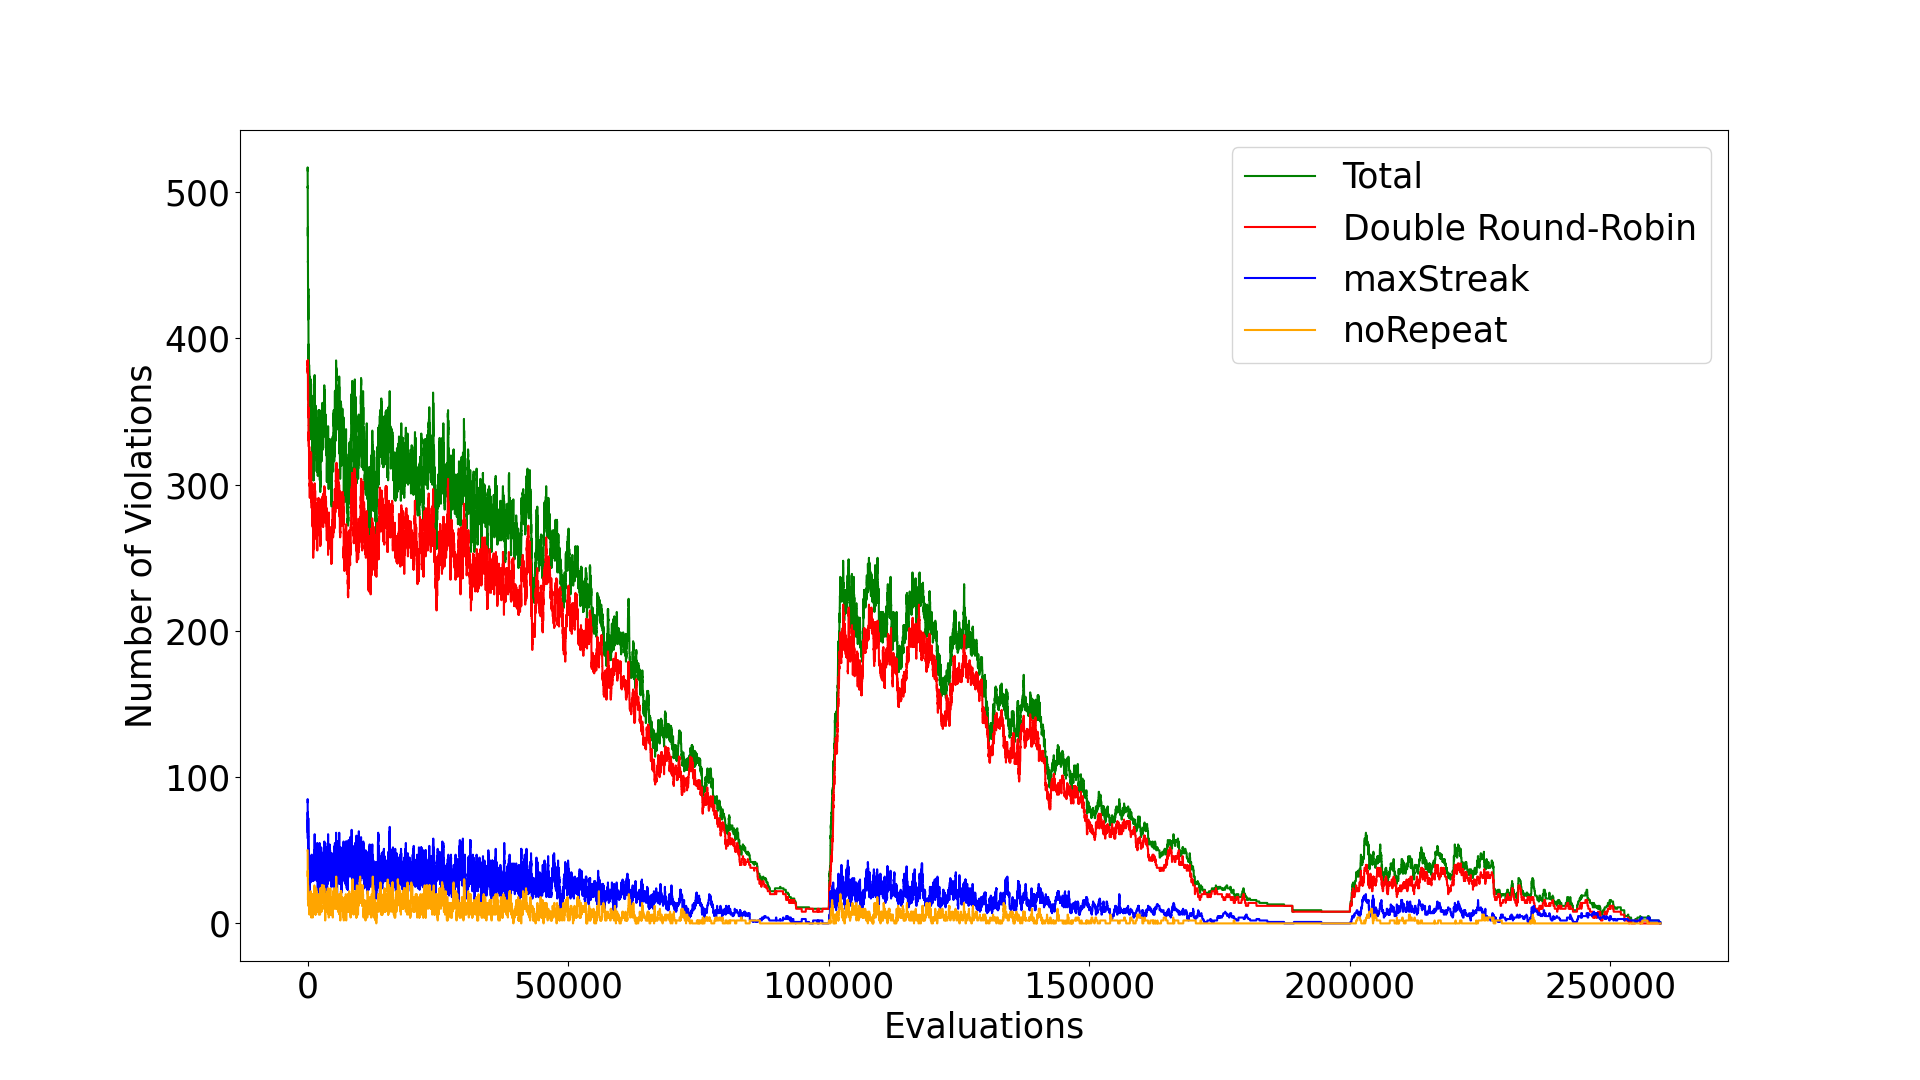 Number of Violations
500
400
300
200
100
0
Total
Double Round-Robin
maxStreak
noRepeat
0
50000
100000
150000
200000
250000
Evaluations